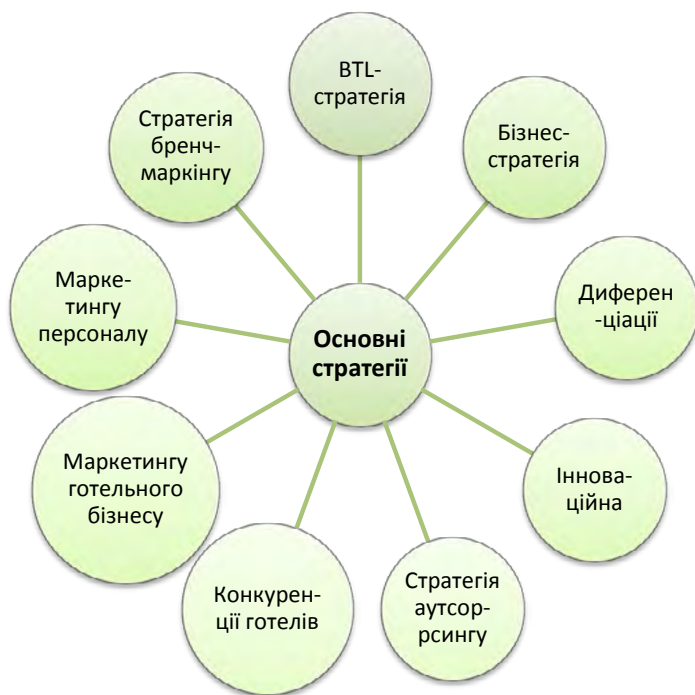 BTL-
стратегія
Бізнес-
стратегія
Диферен
-ціації
Іннова-
ційна
Стратегія
аутсор-
рсингу
Конкурен-
ції готелів
Маркетингу
готельного
бізнесу
Марке-
тингу
персоналу
Стратегія
бренч-
маркінгу
Основні
стратегії